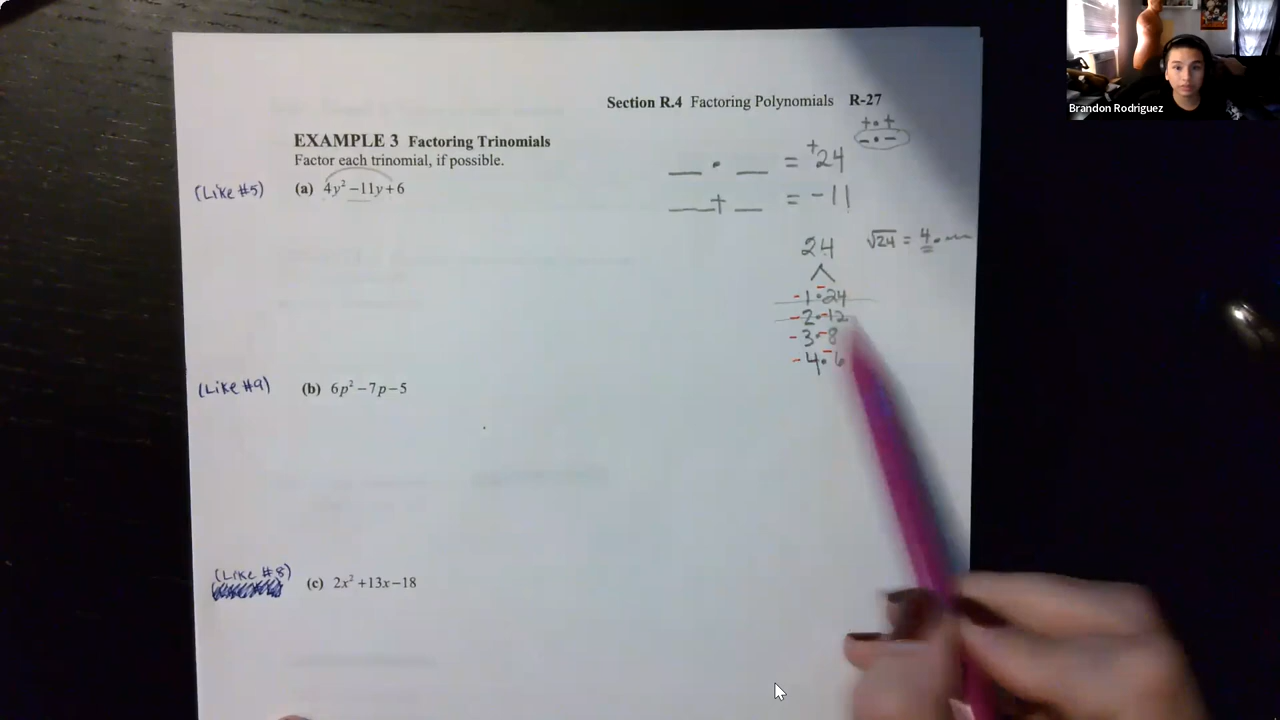 Brandon Rodriguez
Section R.4 Factoring Polynomials R-27
+•+
-•-
EXAMPLE 3 Factoring Trinomials
Factor each trinomial, if possible.
__ • __ = +24
(Like #5) (a) 4y² −11y+6
__ + __ = -11
24 √24 = 4.
-1•-24
-2•-12
-3•-8
-4•-6
(Like #9) (b) 6p² −7p−5
(Like #8)
(c) 2x² +13x−18